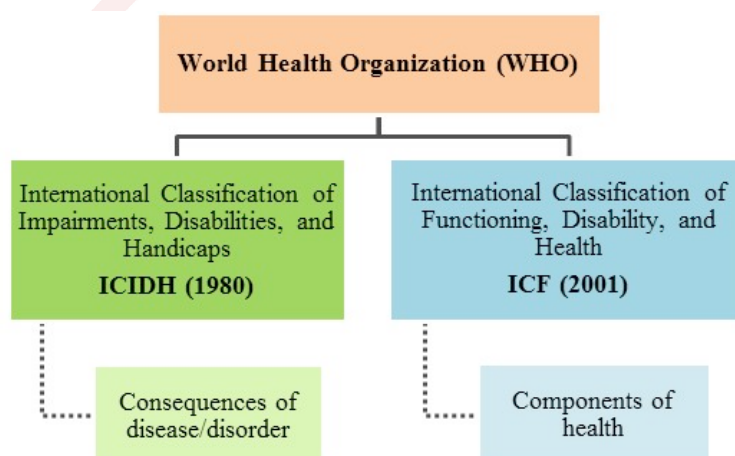 World Health Organization (WHO)
International Classification of
Impairments, Disabilities, and
Handicaps
ICIDH (1980)
International Classification of
Functioning, Disability, and
Health
ICF (2001)
Consequences of
disease/disorder
Components of
health